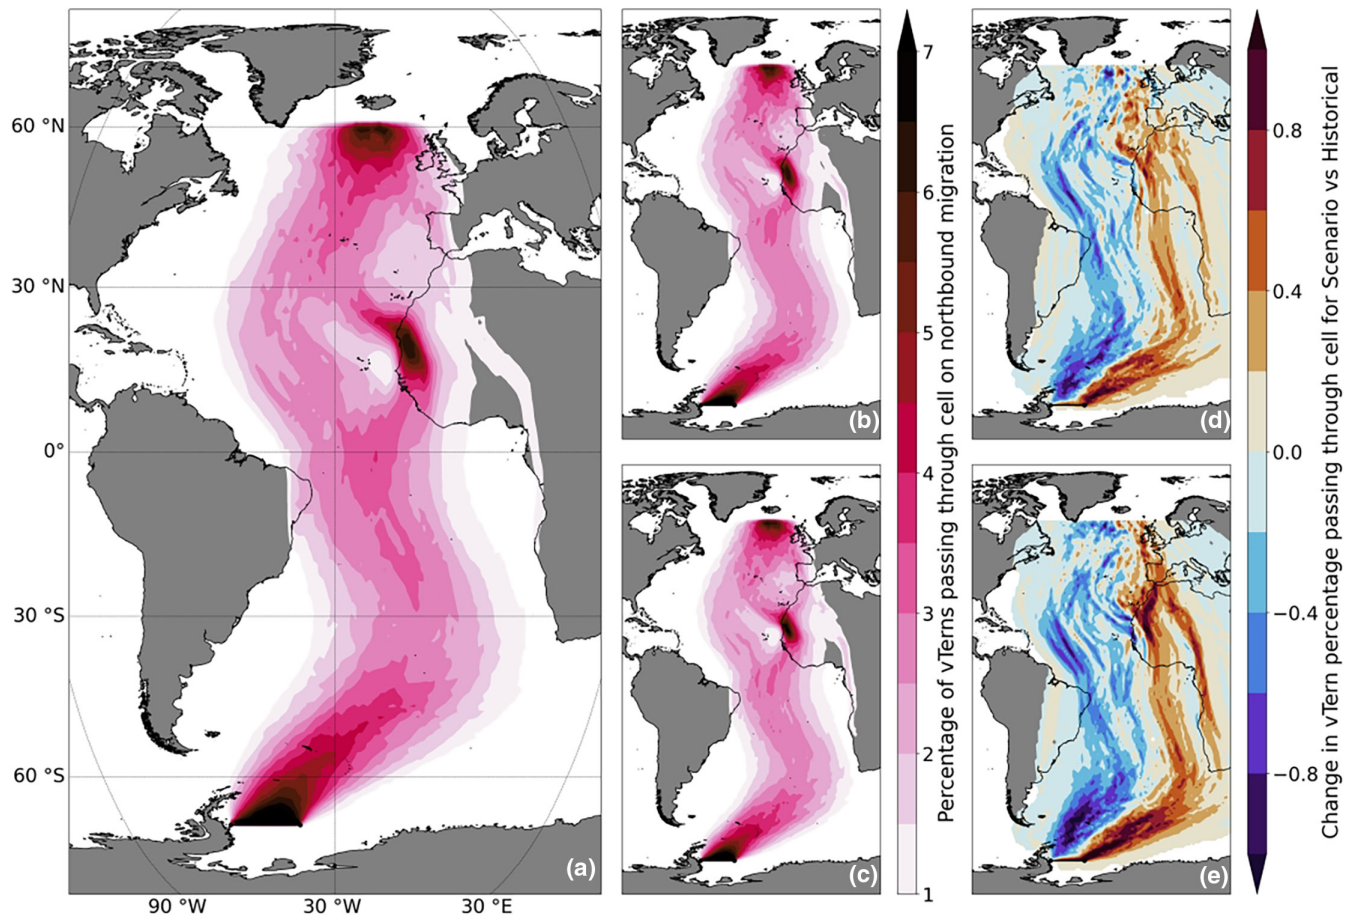 60 °N
30 °N
0°
30 °S
60 °S
90 °W
30 °W
30 °E
(a)
(b)
(c)
7
6
5
4
3
2
1
Percentage of vTerns passing through cell on northbound migration
(d)
(e)
0.8
0.4
0.0
−0.4
−0.8
Change in vTern percentage passing through cell for Scenario vs Historical